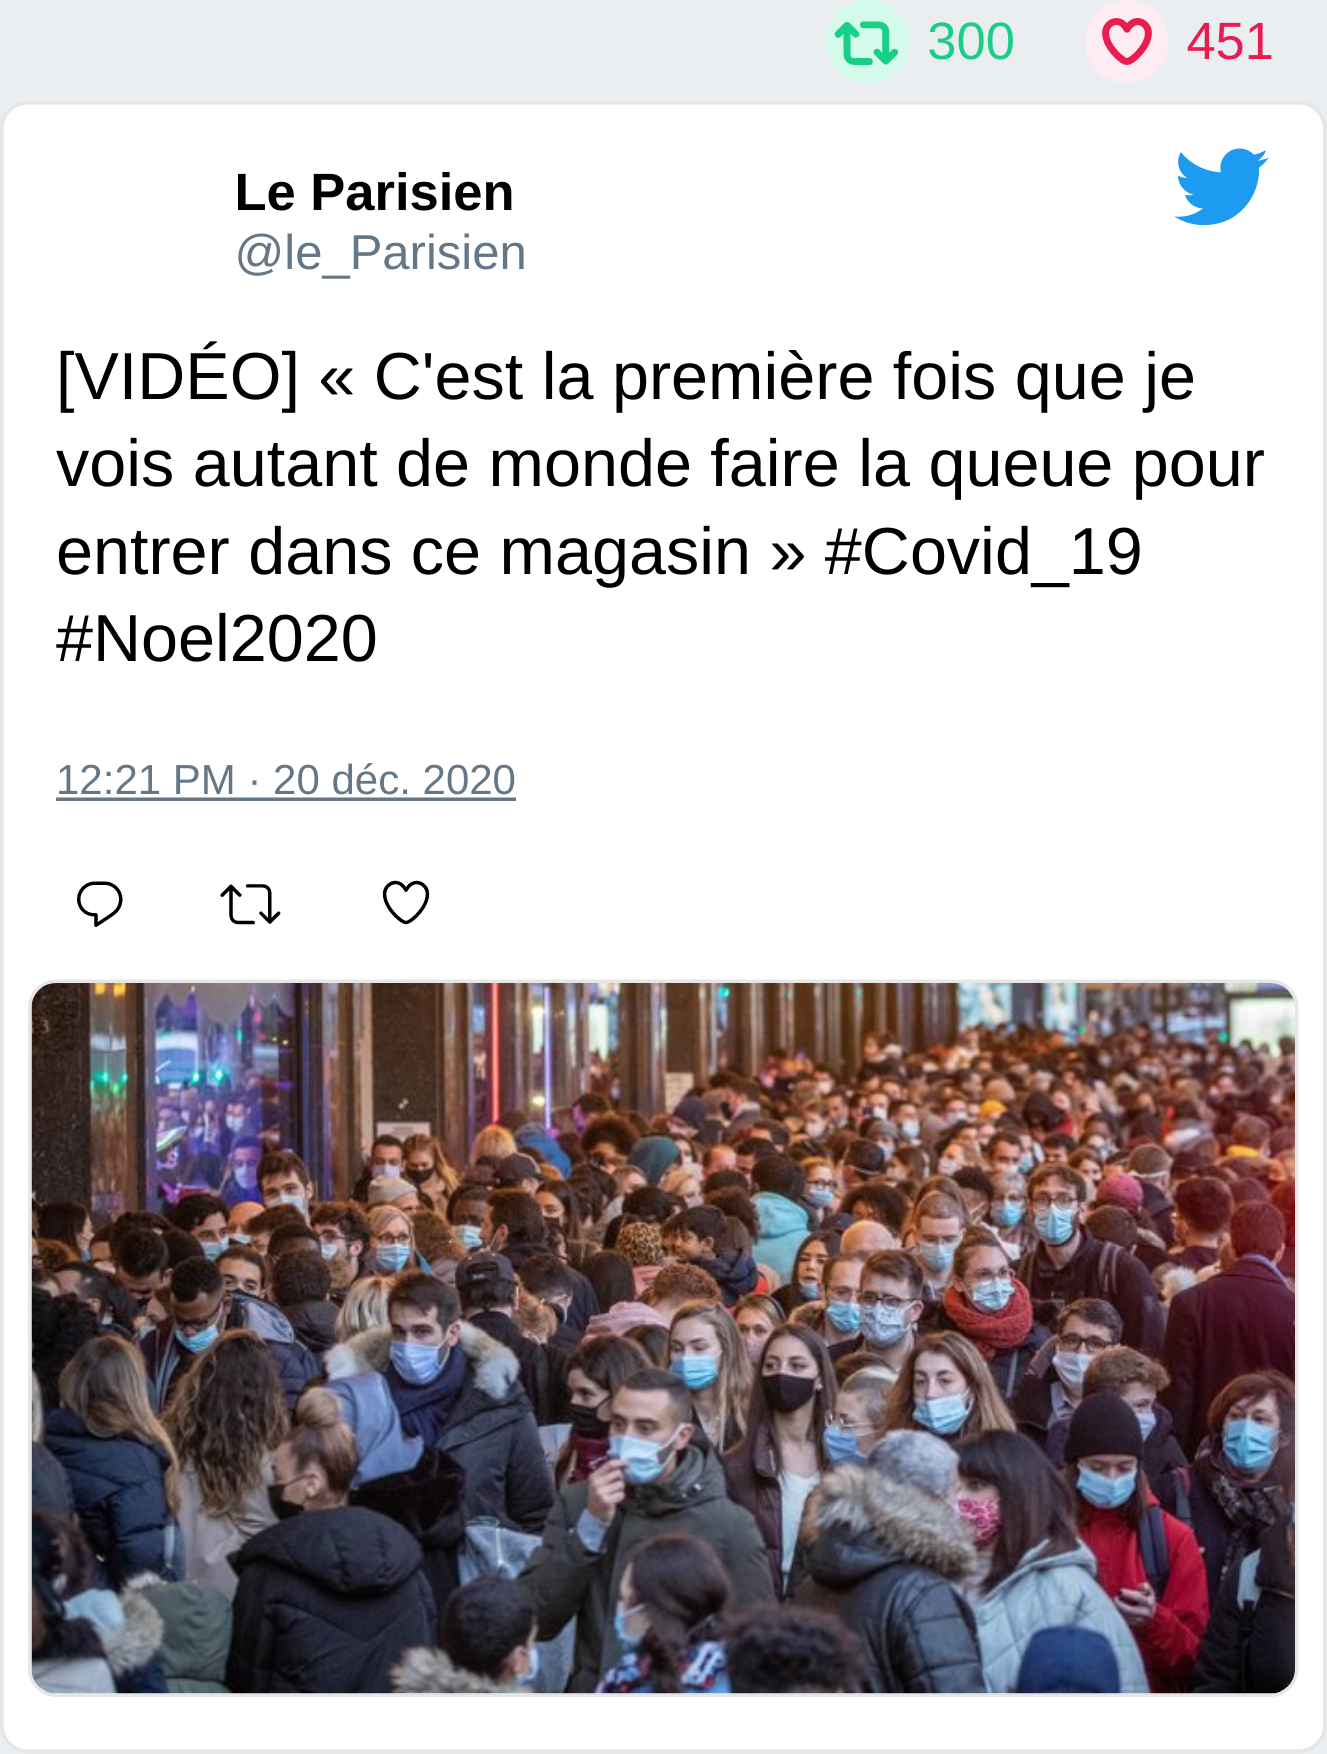 300 451
Le Parisien
@le_Parisien
[VIDÉO] « C'est la première fois que je
vois autant de monde faire la queue pour
entrer dans ce magasin » #Covid_19
#Noel2020
12:21 PM · 20 déc. 2020